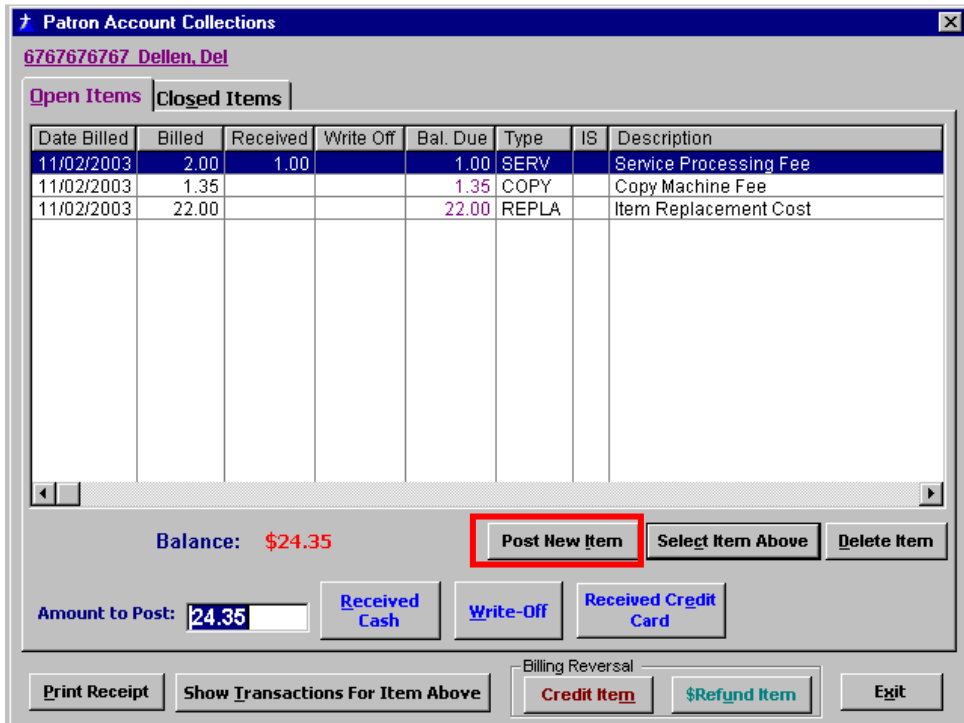 Patron Account Collections
6767676767 Dellen, Del
Open Items Closed Items
Date Billed Billed Received Write Off Bal. Due Type IS Description
11/02/2003 2.00 1.00 1.00 SERV Service Processing Fee
11/02/2003 1.35 1.35 COPY Copy Machine Fee
11/02/2003 22.00 22.00 REPLA Item Replacement Cost
Balance: $24.35 Post New Item Select Item Above Delete Item
Amount to Post: 24.35 Received Cash Write-Off Received Credit Card
Billing Reversal
Print Receipt Show Transactions For Item Above Credit Item $Refund Item Exit